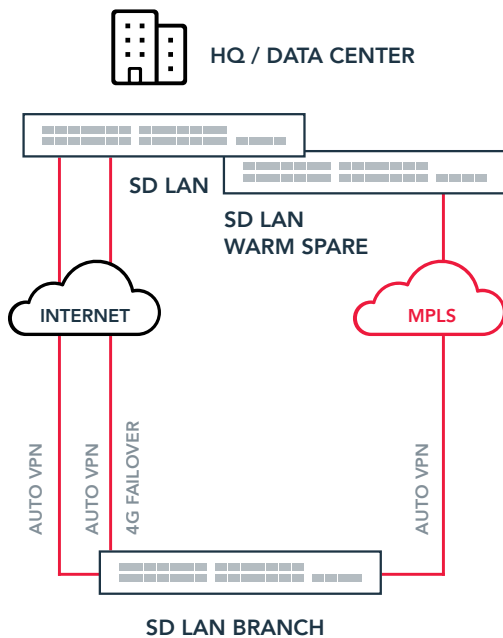 HQ / DATA CENTER
SD LAN
SD LAN
WARM SPARE
INTERNET
MPLS
AUTO VPN
AUTO VPN
4G FAILOVER
AUTO VPN
SD LAN BRANCH